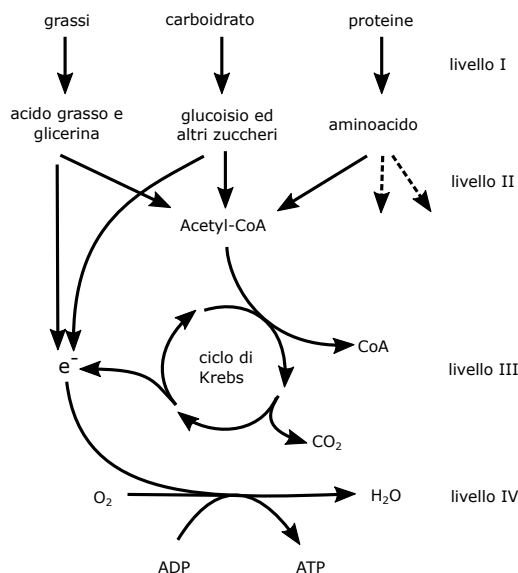 grassi
carboidrato
proteine
livello I
acido grasso e
glicerina
glucoisio ed
altri zuccheri
aminoacido
livello II
Acetyl-CoA
ciclo di
Krebs
CoA
e⁻
livello III
CO₂
O₂
H₂O
livello IV
ADP
ATP